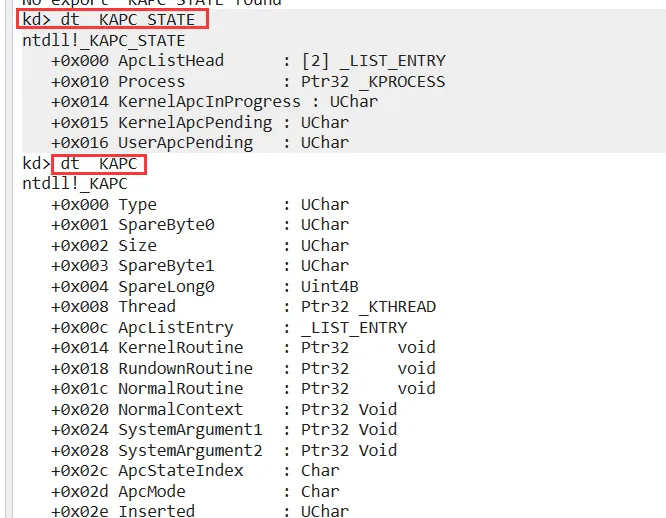 No export KAPC STATE found
kd> dt _KAPC_STATE
ntdll!_KAPC_STATE
+0x000 ApcListHead : [2] _LIST_ENTRY
+0x010 Process : Ptr32 _KPROCESS
+0x014 KernelApcInProgress : UChar
+0x015 KernelApcPending : UChar
+0x016 UserApcPending : UChar
kd> dt _KAPC
ntdll!_KAPC
+0x000 Type : UChar
+0x001 SpareByte0 : UChar
+0x002 Size : UChar
+0x003 SpareByte1 : UChar
+0x004 SpareLong0 : Uint4B
+0x008 Thread : Ptr32 _KTHREAD
+0x00c ApcListEntry : _LIST_ENTRY
+0x014 KernelRoutine : Ptr32 void
+0x018 RundownRoutine : Ptr32 void
+0x01c NormalRoutine : Ptr32 void
+0x020 NormalContext : Ptr32 Void
+0x024 SystemArgument1 : Ptr32 Void
+0x028 SystemArgument2 : Ptr32 Void
+0x02c ApcStateIndex : Char
+0x02d ApcMode : Char
+0x02e Inserted : UChar